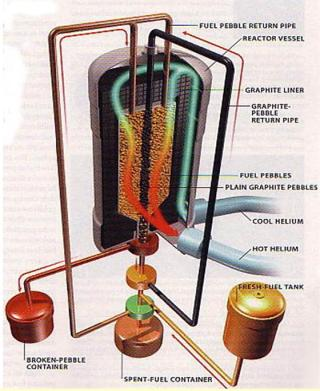 FUEL PEBBLE RETURN PIPE
REACTOR VESSEL
GRAPHITE LINER
GRAPHITE-
PEBBLE
RETURN PIPE
FUEL PEBBLES
PLAIN GRAPHITE PEBBLES
COOL HELIUM
HOT HELIUM
FRESH-FUEL TANK
BROKEN-PEBBLE
CONTAINER
SPENT-FUEL CONTAINER